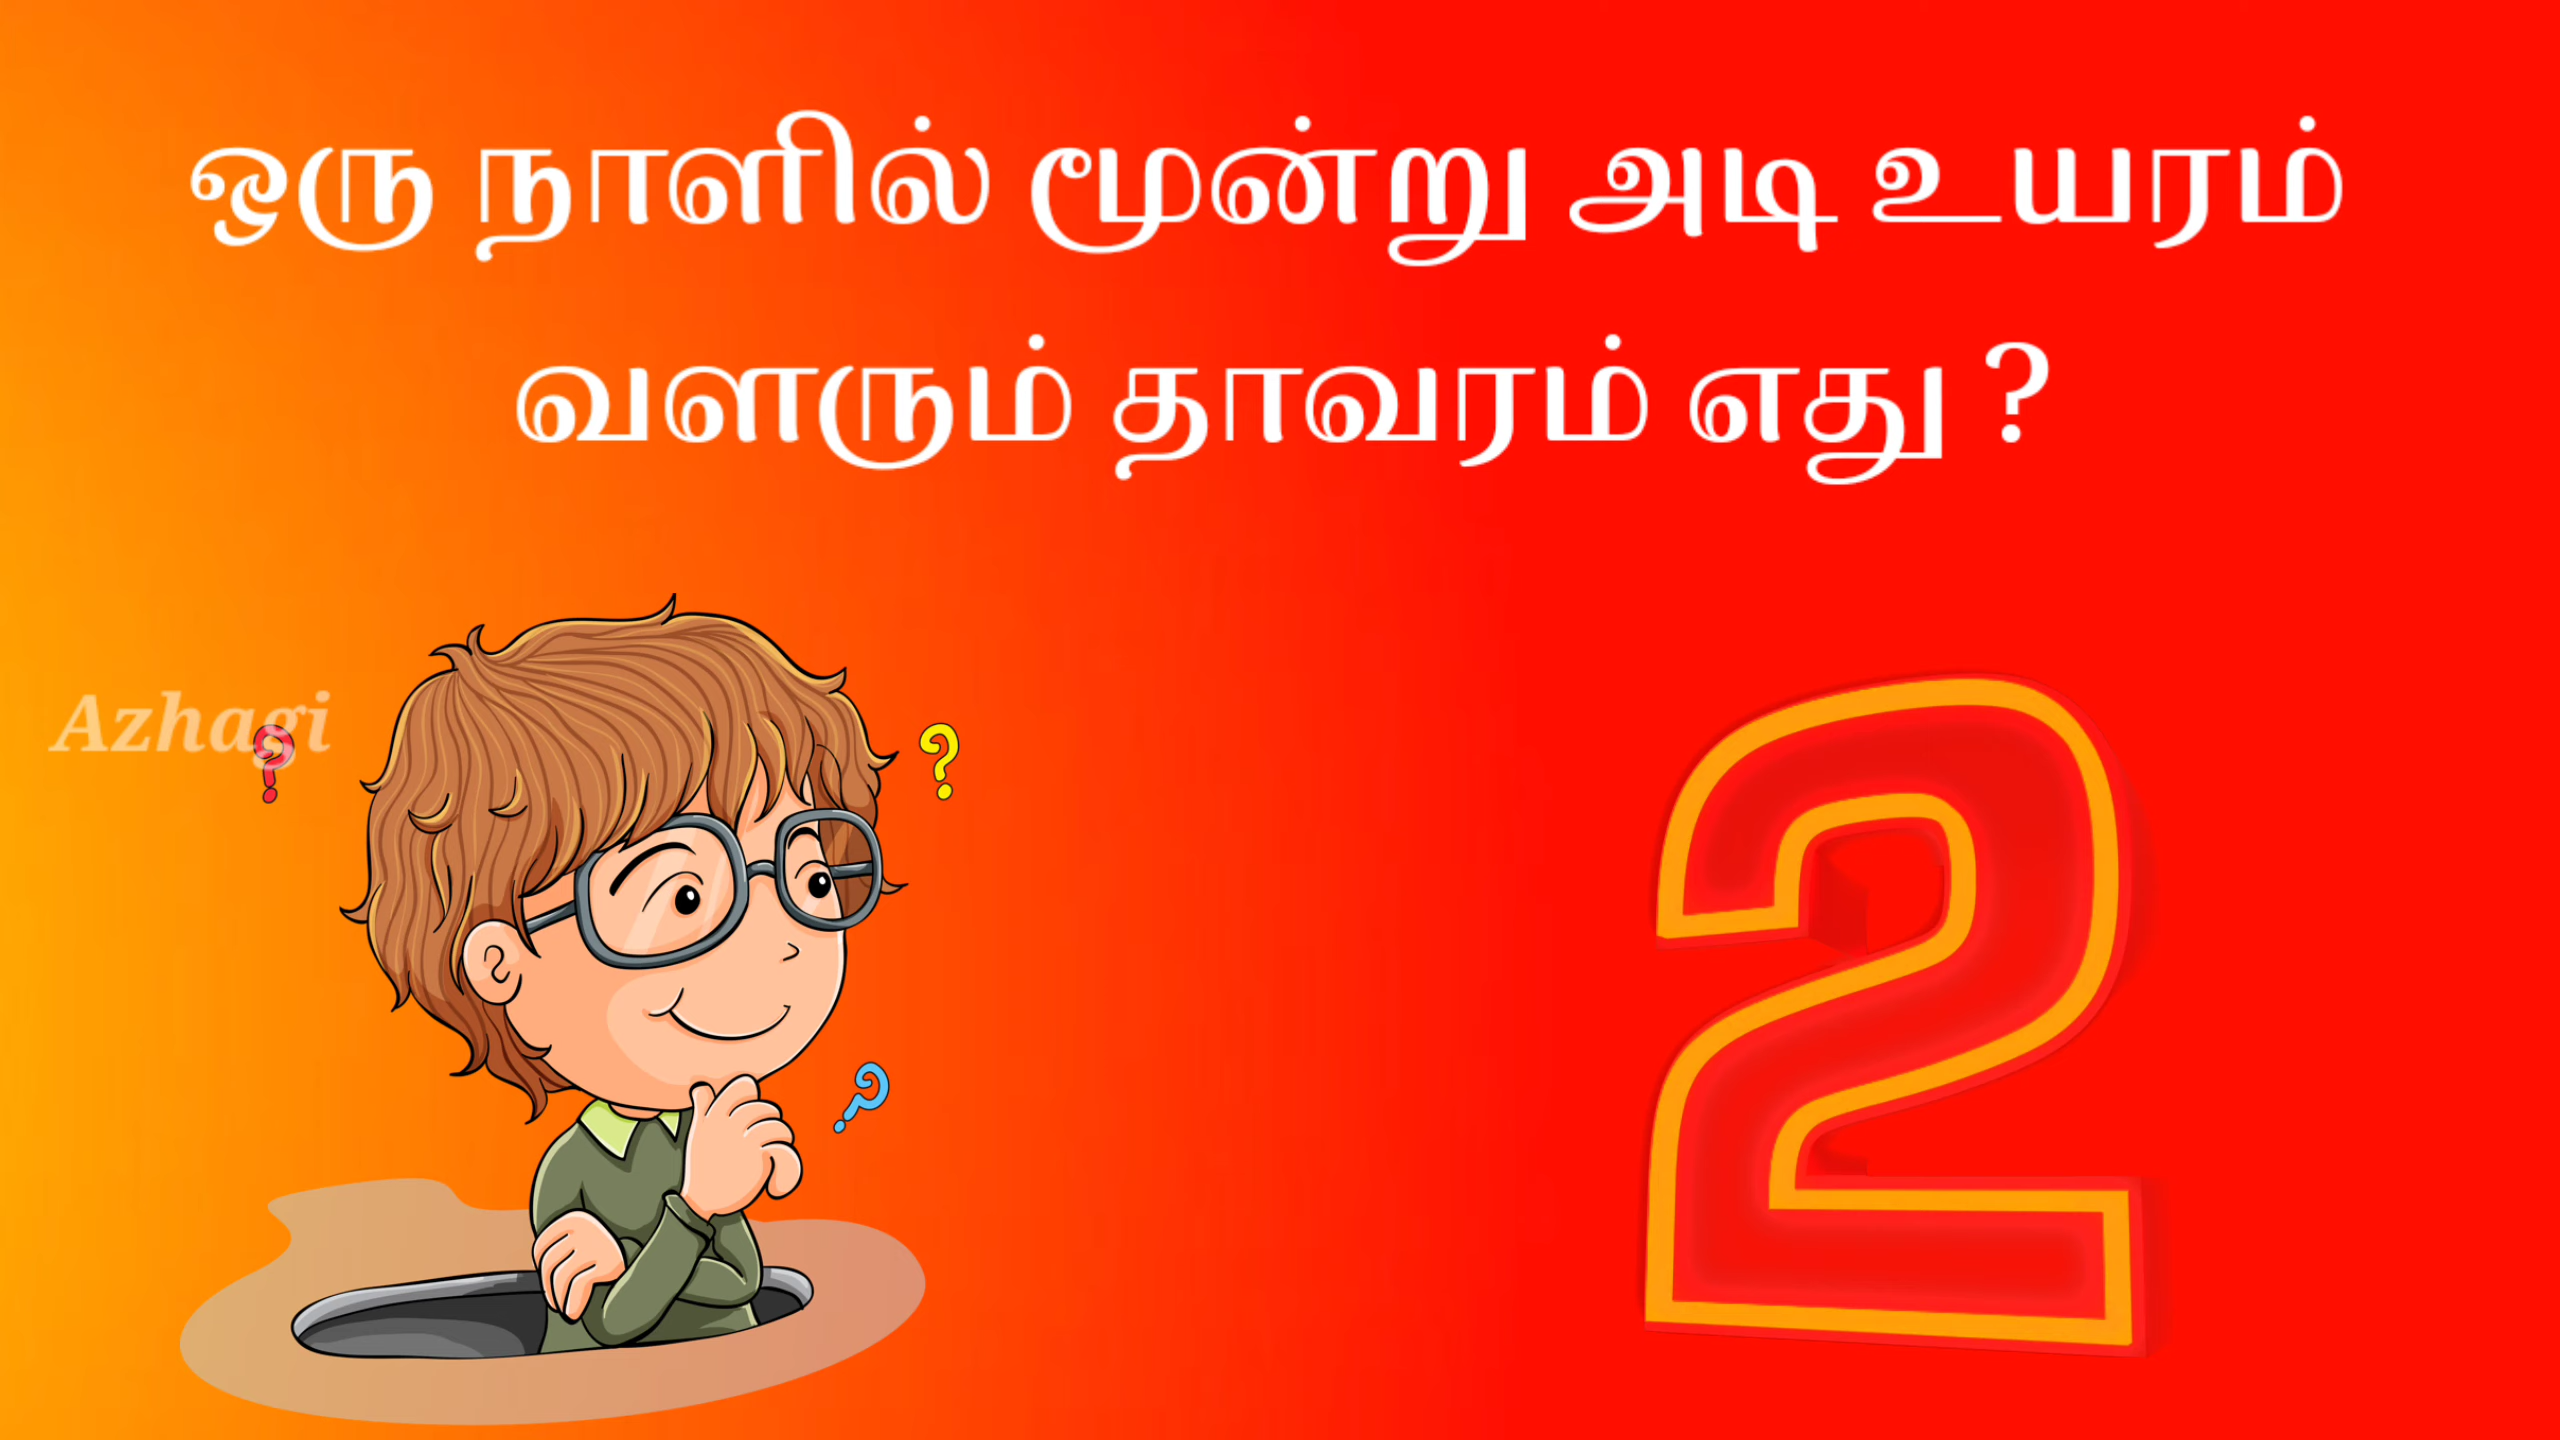 ஒரு நாளில் மூன்று அடி உயரம்
வளரும் தாவரம் எது ?
Azhagi
2